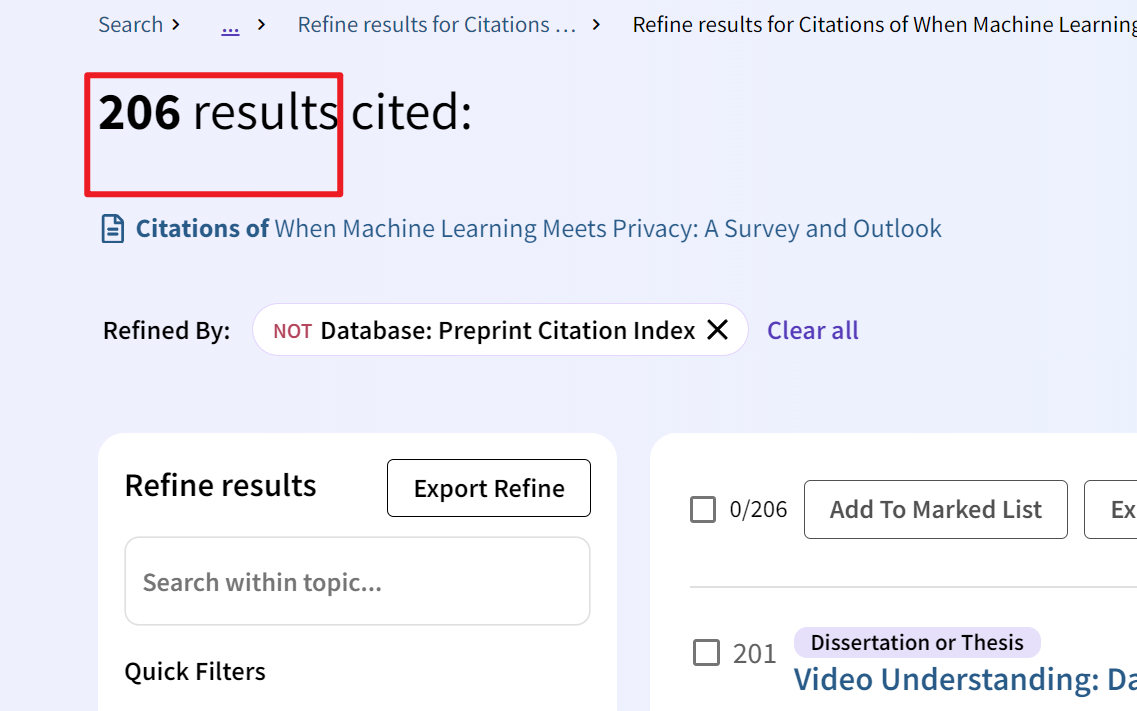 Search > ... > Refine results for Citations ... > Refine results for Citations of When Machine Learning
206 results cited:
Citations of When Machine Learning Meets Privacy: A Survey and Outlook
Refined By: NOT Database: Preprint Citation Index Clear all
Refine results Export Refine
0/206 Add To Marked List Ex
Search within topic...
201 Dissertation or Thesis
Video Understanding: Da
Quick Filters